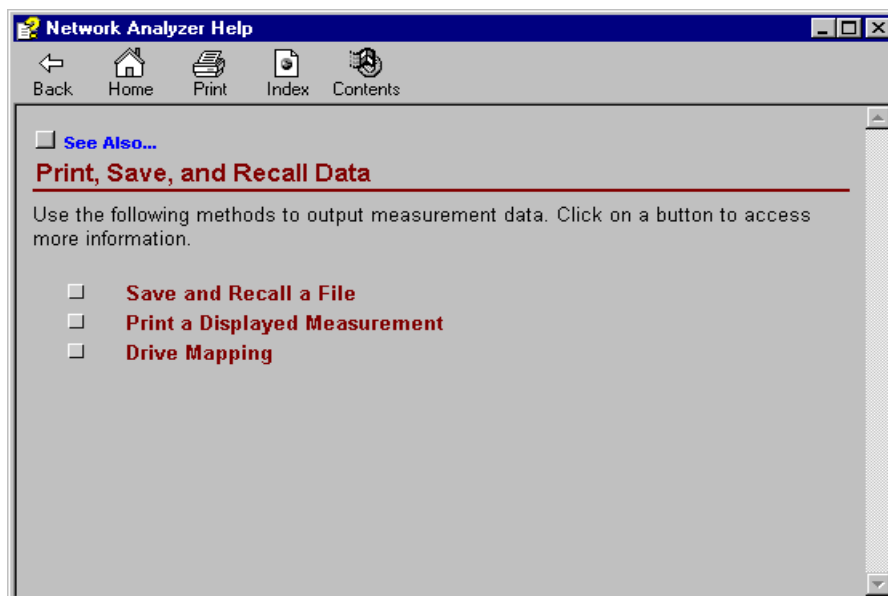 Network Analyzer Help
Back Home Print Index Contents
See Also...
Print, Save, and Recall Data
Use the following methods to output measurement data. Click on a button to access
more information.
Save and Recall a File
Print a Displayed Measurement
Drive Mapping